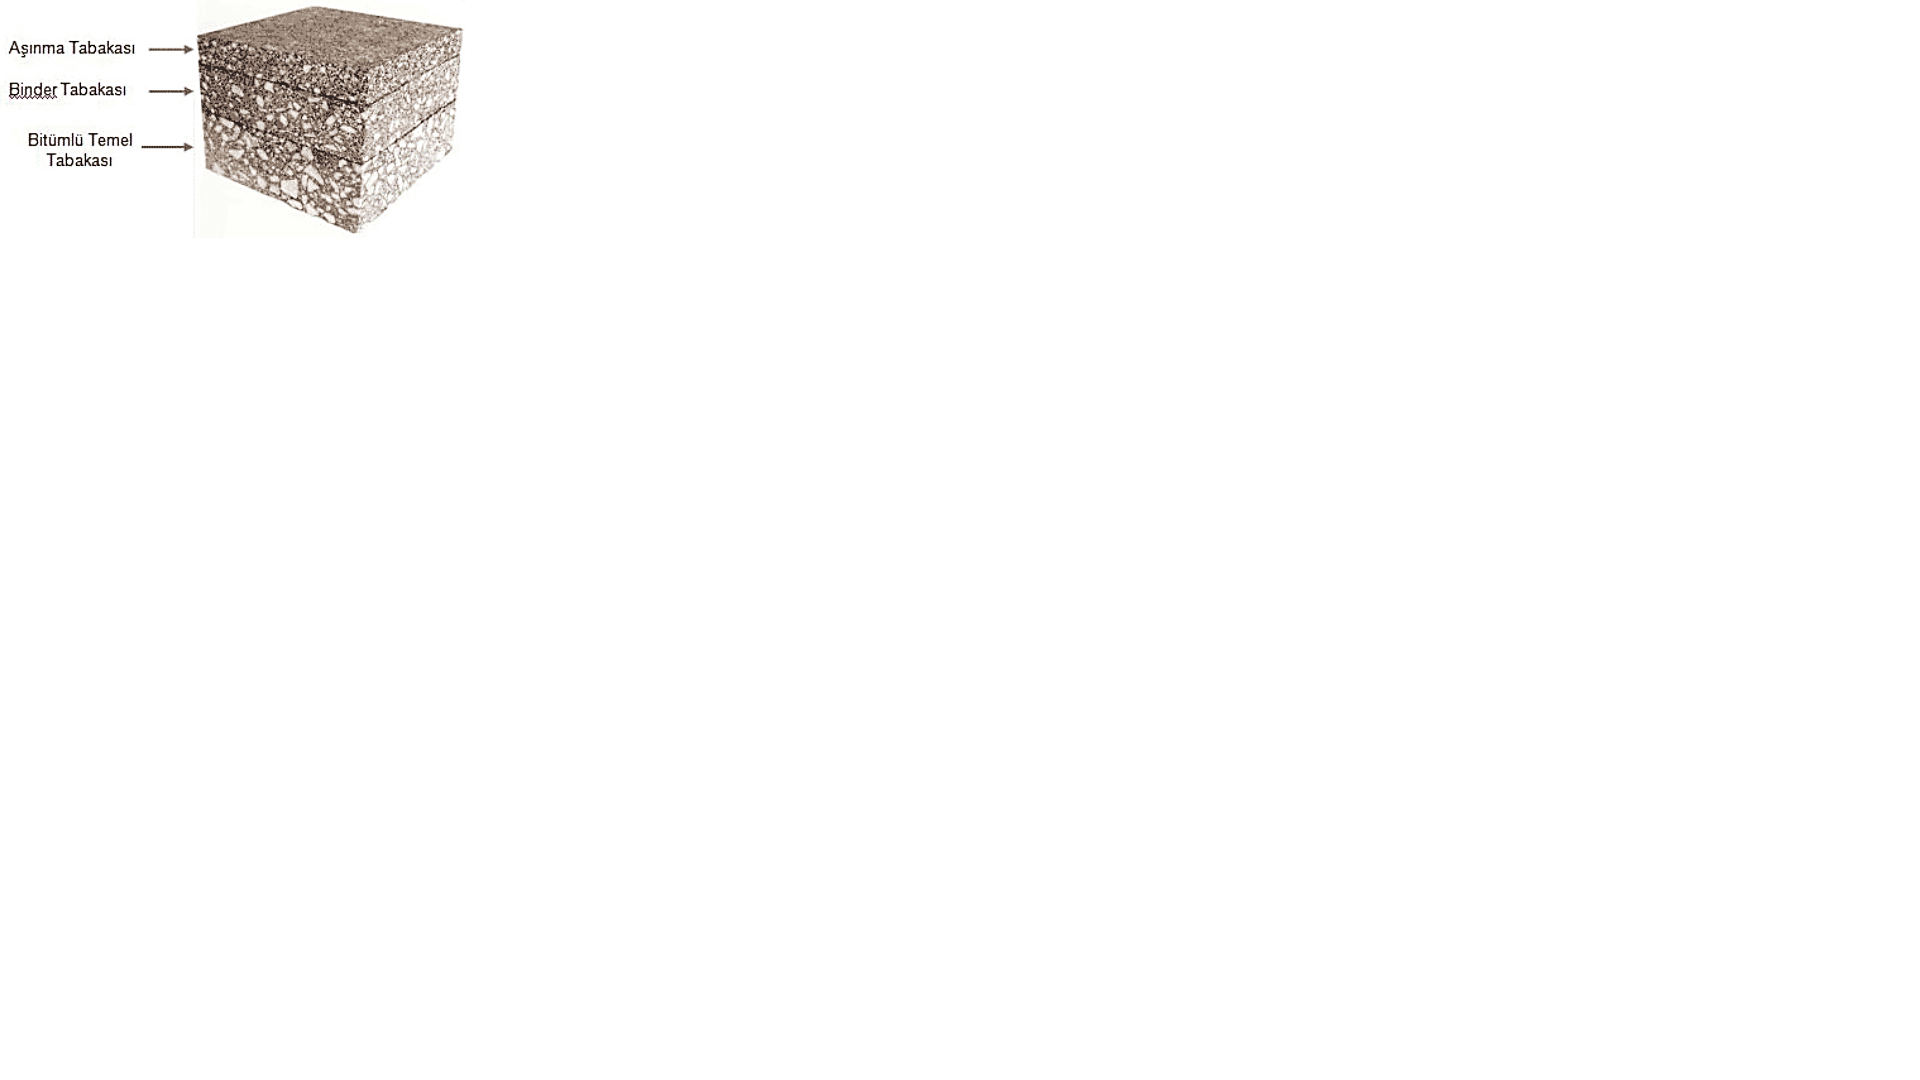 Aşınma Tabakası
Binder Tabakası
Bitümlü Temel
Tabakası